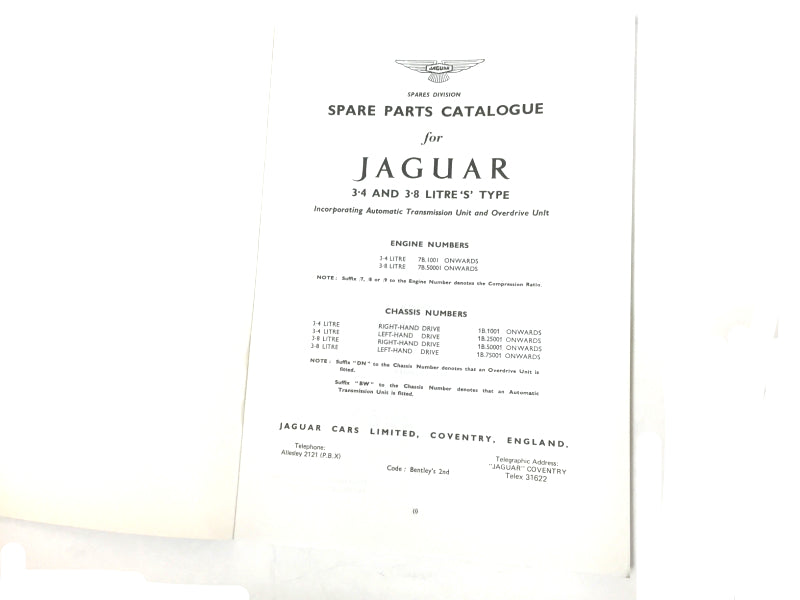 JAGUAR
SPARES DIVISION
SPARE PARTS CATALOGUE
for
JAGUAR
3·4 AND 3·8 LITRE 'S' TYPE
Incorporating Automatic Transmission Unit and Overdrive Unit
ENGINE NUMBERS
3·4 LITRE 7B.1001 ONWARDS
3·8 LITRE 7B.50001 ONWARDS
NOTE: Suffix /7, /8 or /9 to the Engine Number denotes the Compression Ratio.
CHASSIS NUMBERS
3·4 LITRE RIGHT-HAND DRIVE 1B.1001 ONWARDS
3·4 LITRE LEFT-HAND DRIVE 1B.25001 ONWARDS
3·8 LITRE RIGHT-HAND DRIVE 1B.50001 ONWARDS
3·8 LITRE LEFT-HAND DRIVE 1B.75001 ONWARDS
NOTE: Suffix "DN" to the Chassis Number denotes that an Overdrive Unit is
fitted.
Suffix "BW" to the Chassis Number denotes that an Automatic
Transmission Unit is fitted.
JAGUAR CARS LIMITED, COVENTRY, ENGLAND.
Telephone:
Allesley 2121 (P.B.X)
Code: Bentley's 2nd
Telegraphic Address:
"JAGUAR" COVENTRY
Telex 31622